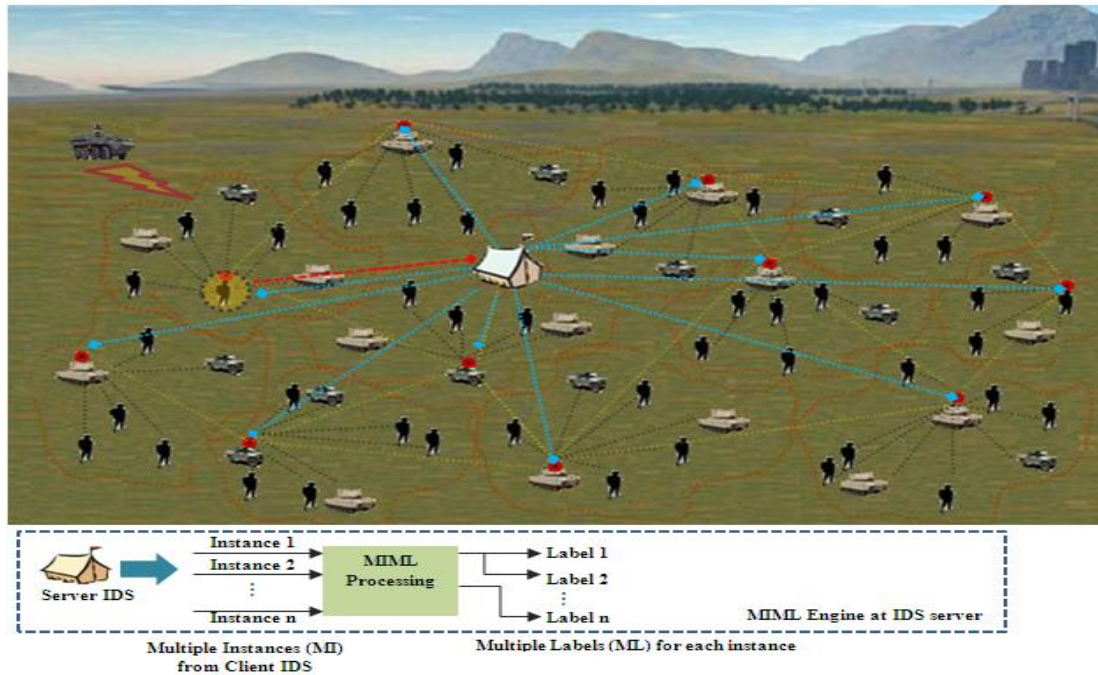 Instance 1
Instance 2
⋮
Instance n
Server IDS
MIML
Processing
Label 1
Label 2
⋮
Label n
MIML Engine at IDS server
Multiple Instances (MI)
from Client IDS
Multiple Labels (ML) for each instance